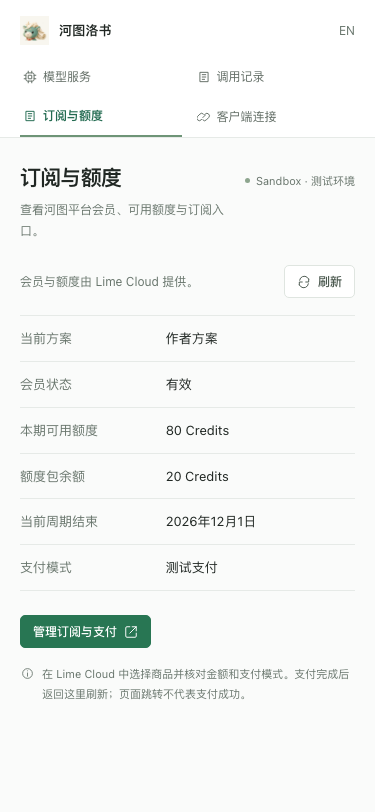 河图洛书
EN
模型服务
调用记录
订阅与额度
客户端连接
订阅与额度
Sandbox · 测试环境
查看河图平台会员、可用额度与订阅入
口。
会员与额度由 Lime Cloud 提供。
刷新
当前方案
作者方案
会员状态
有效
本期可用额度
80 Credits
额度包余额
20 Credits
当前周期结束
2026年12月1日
支付模式
测试支付
管理订阅与支付
在 Lime Cloud 中选择商品并核对金额和支付模式。支付完成后
返回这里刷新；页面跳转不代表支付成功。